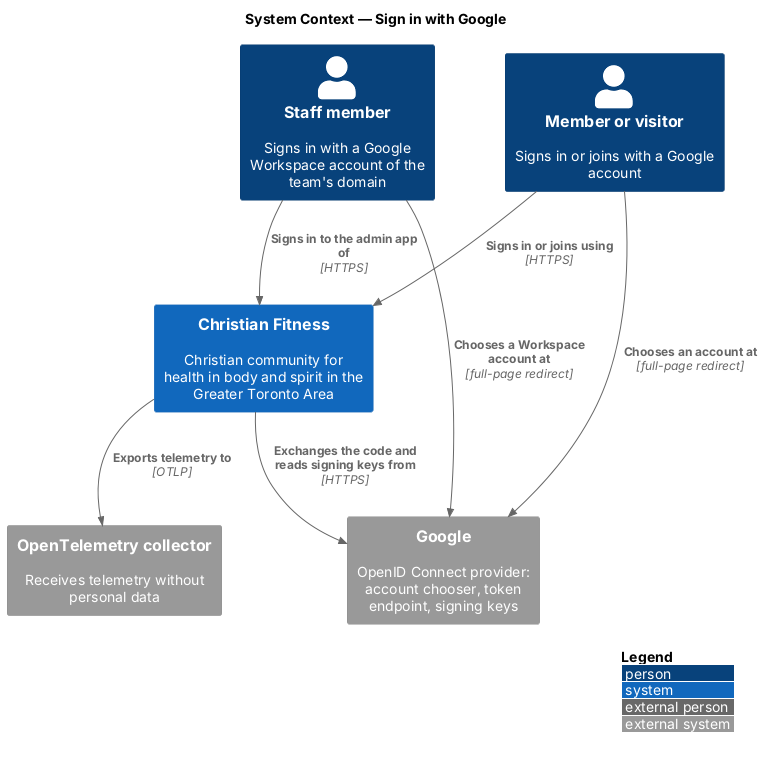 System Context — Sign in with Google
Staff member
Signs in with a Google
Workspace account of the
team's domain
Member or visitor
Signs in or joins with a Google
account
Signs in to the admin app
of
[HTTPS]
Signs in or joins using
[HTTPS]
Christian Fitness
Christian community for
health in body and spirit in the
Greater Toronto Area
Chooses a Workspace
account at
[full-page redirect]
Chooses an account at
[full-page redirect]
Exports telemetry to
[OTLP]
Exchanges the code and
reads signing keys from
[HTTPS]
OpenTelemetry collector
Receives telemetry without
personal data
Google
OpenID Connect provider:
account chooser, token
endpoint, signing keys
Legend
person
system
external person
external system